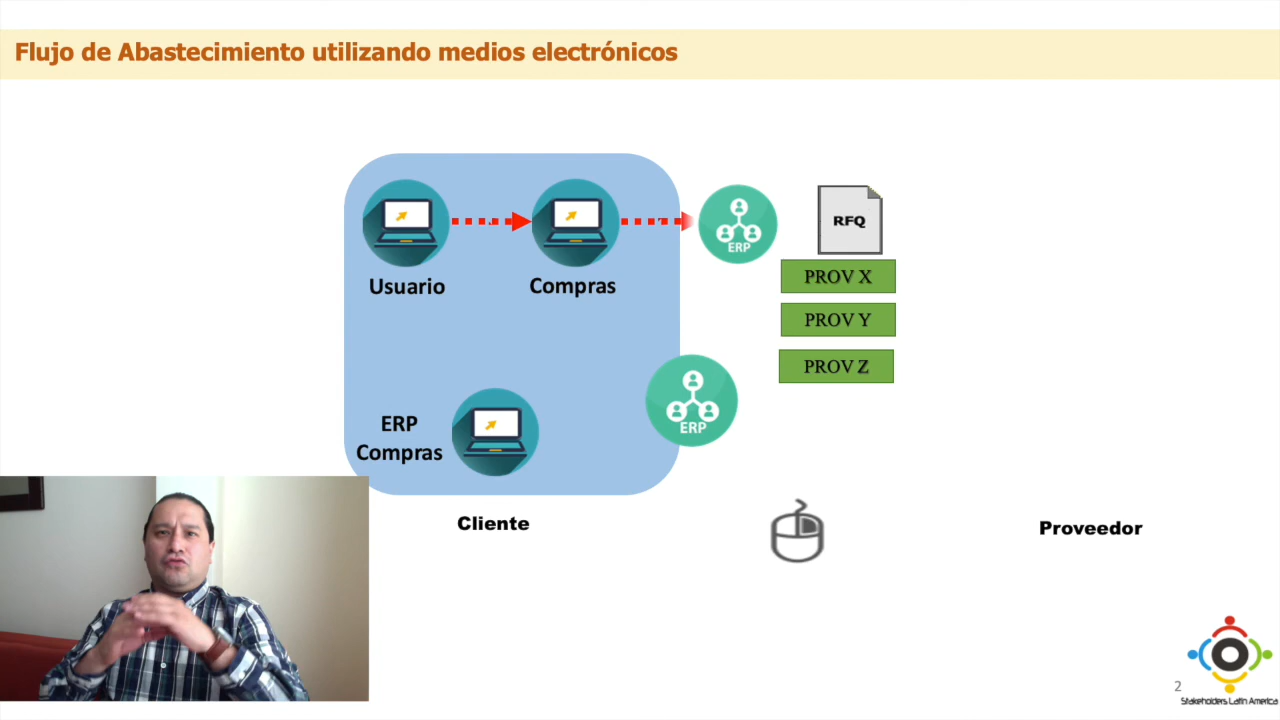 Flujo de Abastecimiento utilizando medios electrónicos
Usuario
Compras
ERP
RFQ
PROV X
PROV Y
PROV Z
ERP
Compras
ERP
Cliente
Proveedor
2
Stakeholders Latin America